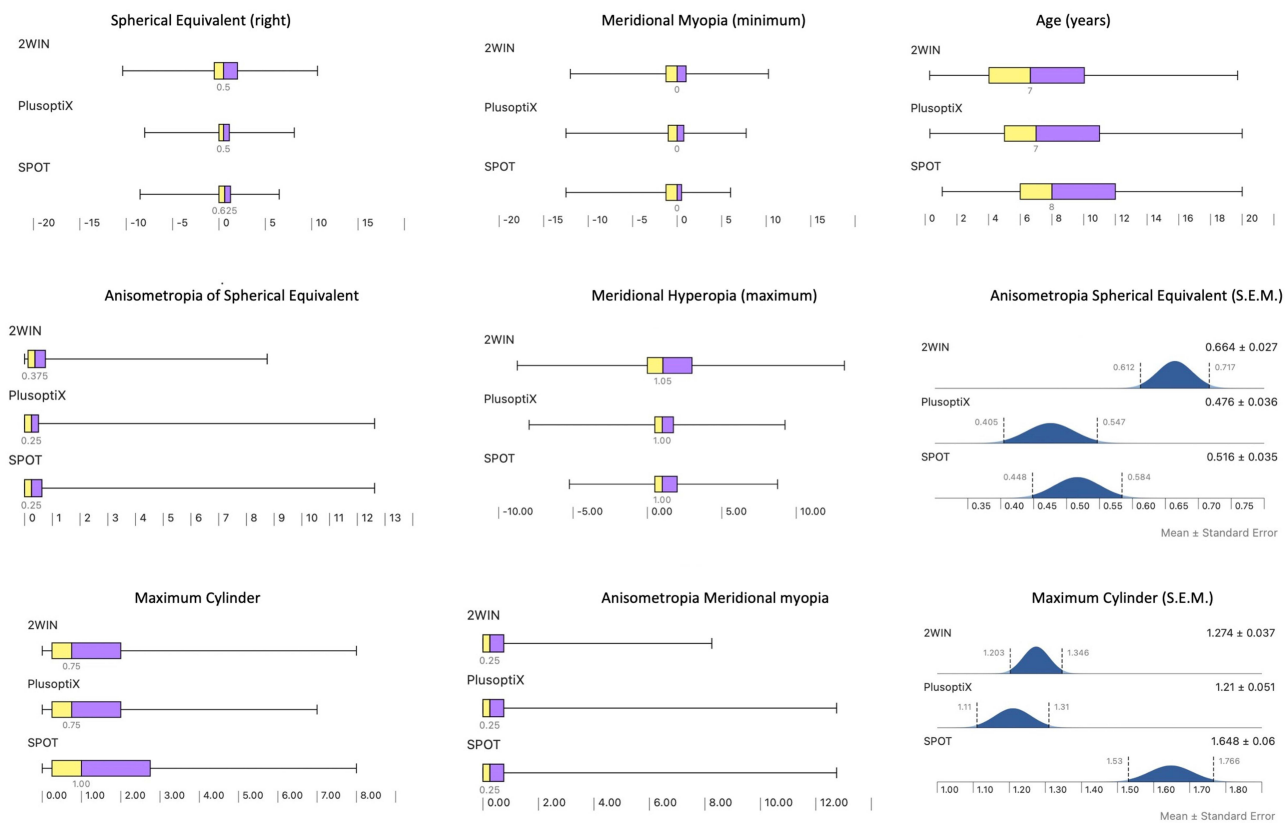 Spherical Equivalent (right)
2WIN
0.5
PlusoptiX
0.5
SPOT
0.625
-20 -15 -10 -5 0 5 10 15
Meridional Myopia (minimum)
2WIN
0
PlusoptiX
0
SPOT
0
-20 -15 -10 -5 0 5 10 15
Age (years)
2WIN
7
PlusoptiX
7
SPOT
8
0 2 4 6 8 10 12 14 16 18 20
Anisometropia of Spherical Equivalent
2WIN
0.375
PlusoptiX
0.25
SPOT
0.25
0 1 2 3 4 5 6 7 8 9 10 11 12 13
Meridional Hyperopia (maximum)
2WIN
1.05
PlusoptiX
1.00
SPOT
1.00
-10.00 -5.00 0.00 5.00 10.00
Anisometropia Spherical Equivalent (S.E.M.)
2WIN 0.664 ± 0.027
0.612 0.717
PlusoptiX 0.476 ± 0.036
0.405 0.547
SPOT 0.516 ± 0.035
0.448 0.584
0.35 0.40 0.45 0.50 0.55 0.60 0.65 0.70 0.75
Mean ± Standard Error
Maximum Cylinder
2WIN
0.75
PlusoptiX
0.75
SPOT
1.00
0.00 1.00 2.00 3.00 4.00 5.00 6.00 7.00 8.00
Anisometropia Meridional myopia
2WIN
0.25
PlusoptiX
0.25
SPOT
0.25
0.00 2.00 4.00 6.00 8.00 10.00 12.00
Maximum Cylinder (S.E.M.)
2WIN 1.274 ± 0.037
1.203 1.346
PlusoptiX 1.21 ± 0.051
1.11 1.31
SPOT 1.648 ± 0.06
1.53 1.766
1.00 1.10 1.20 1.30 1.40 1.50 1.60 1.70 1.80
Mean ± Standard Error